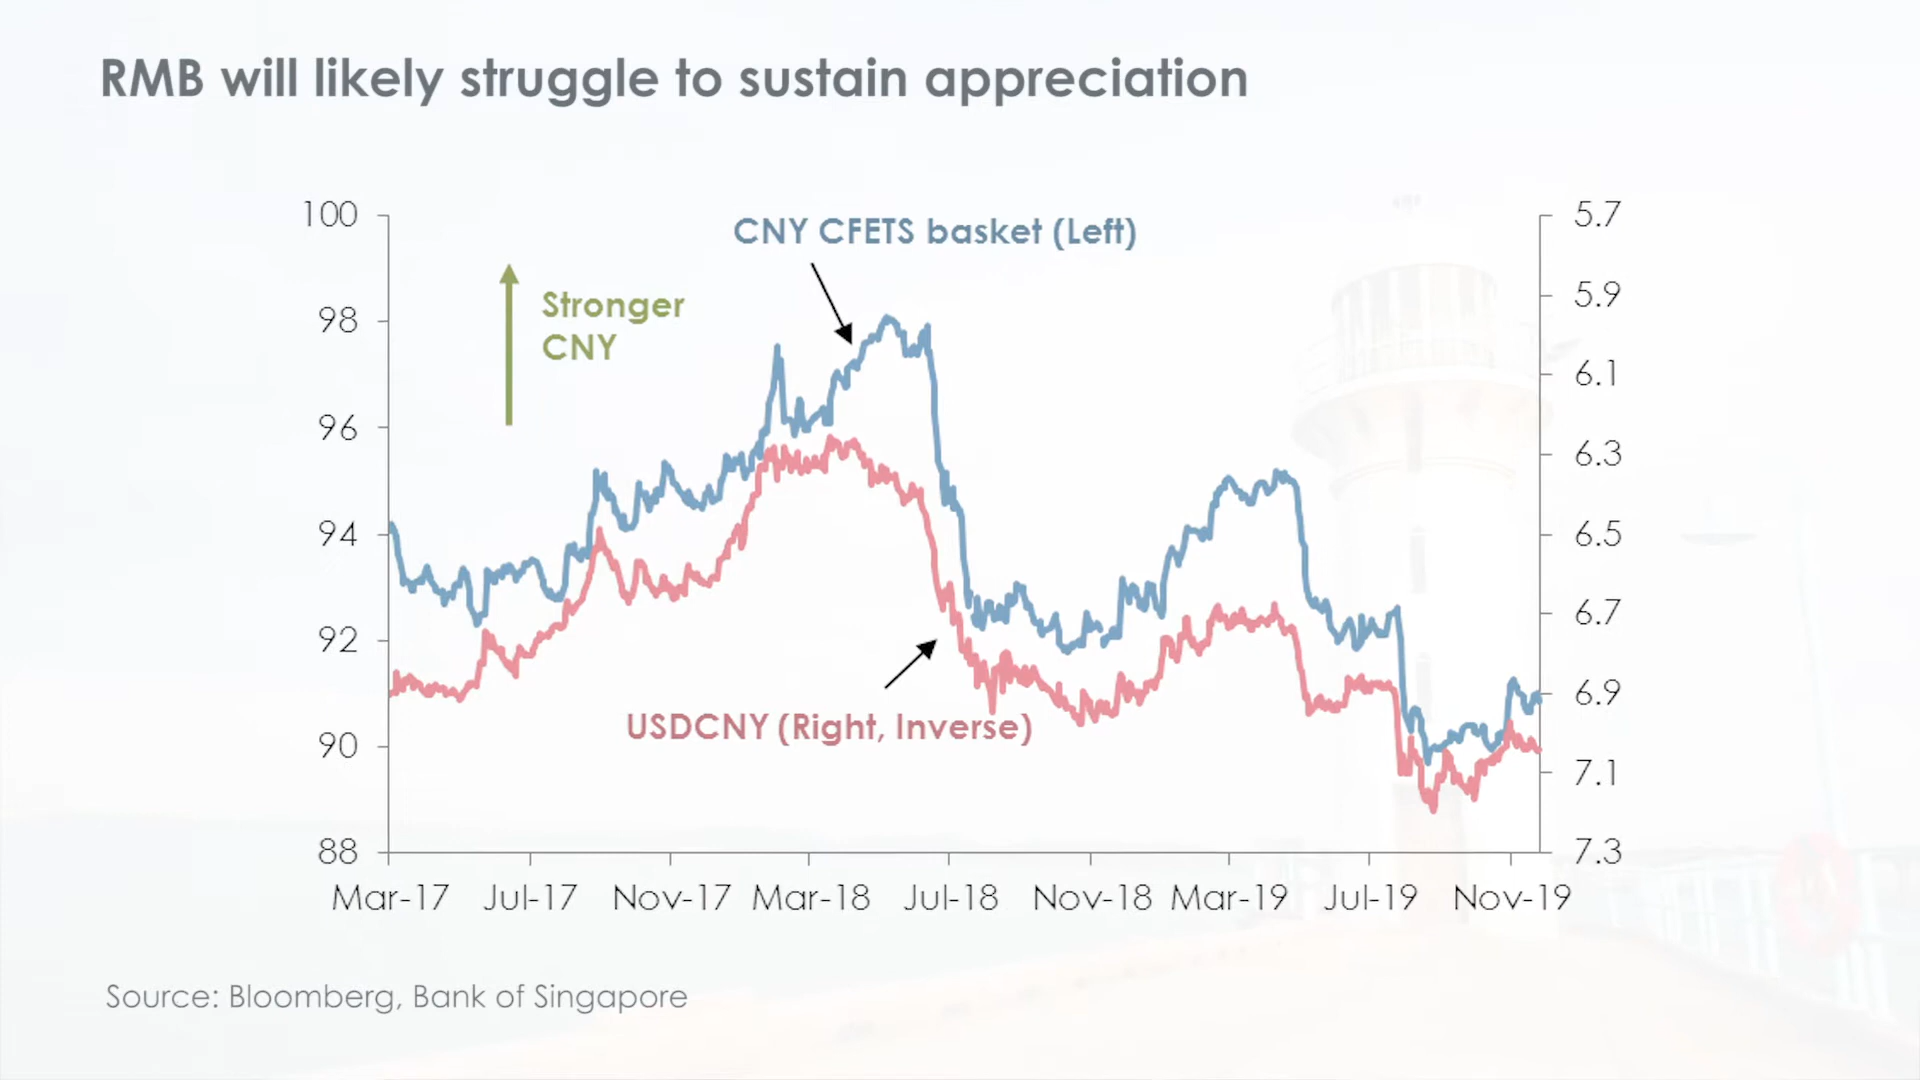 RMB will likely struggle to sustain appreciation
CNY CFETS basket (Left)
Stronger
CNY
USDCNY (Right, Inverse)
100
98
96
94
92
90
88
5.7
5.9
6.1
6.3
6.5
6.7
6.9
7.1
7.3
Mar-17 Jul-17 Nov-17 Mar-18 Jul-18 Nov-18 Mar-19 Jul-19 Nov-19
Source: Bloomberg, Bank of Singapore